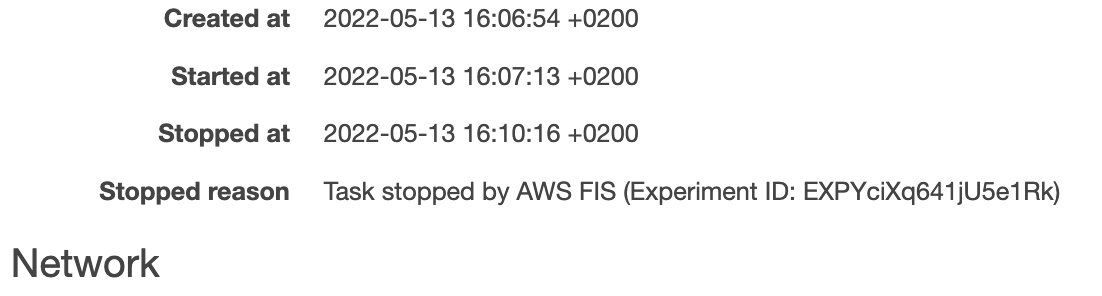 Created at 2022-05-13 16:06:54 +0200
Started at 2022-05-13 16:07:13 +0200
Stopped at 2022-05-13 16:10:16 +0200
Stopped reason Task stopped by AWS FIS (Experiment ID: EXPYciXq641jU5e1Rk)
Network